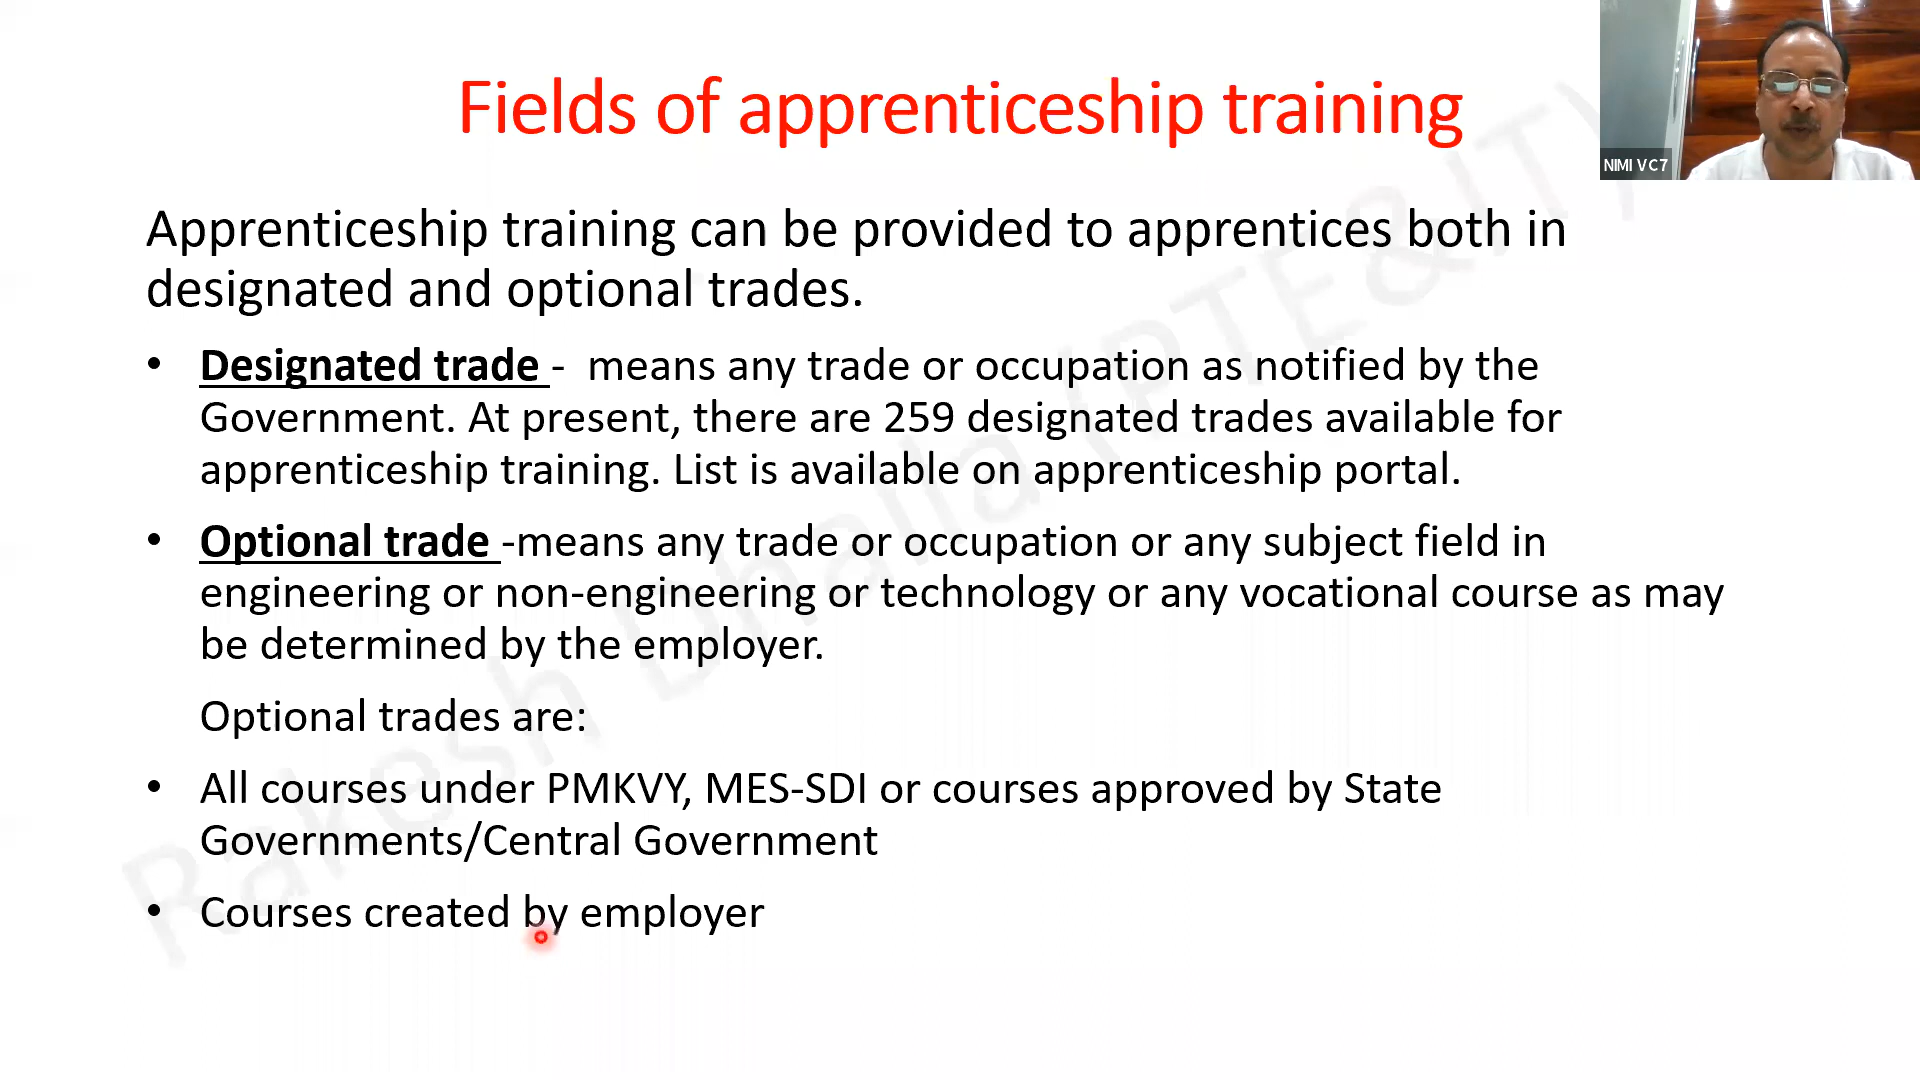 Fields of apprenticeship training
NIMI VC7
Apprenticeship training can be provided to apprentices both in
designated and optional trades.
• Designated trade - means any trade or occupation as notified by the
Government. At present, there are 259 designated trades available for
apprenticeship training. List is available on apprenticeship portal.
• Optional trade -means any trade or occupation or any subject field in
engineering or non-engineering or technology or any vocational course as may
be determined by the employer.
Optional trades are:
• All courses under PMKVY, MES-SDI or courses approved by State
Governments/Central Government
• Courses created by employer
Rakesh Dhalla (PTE&IT)